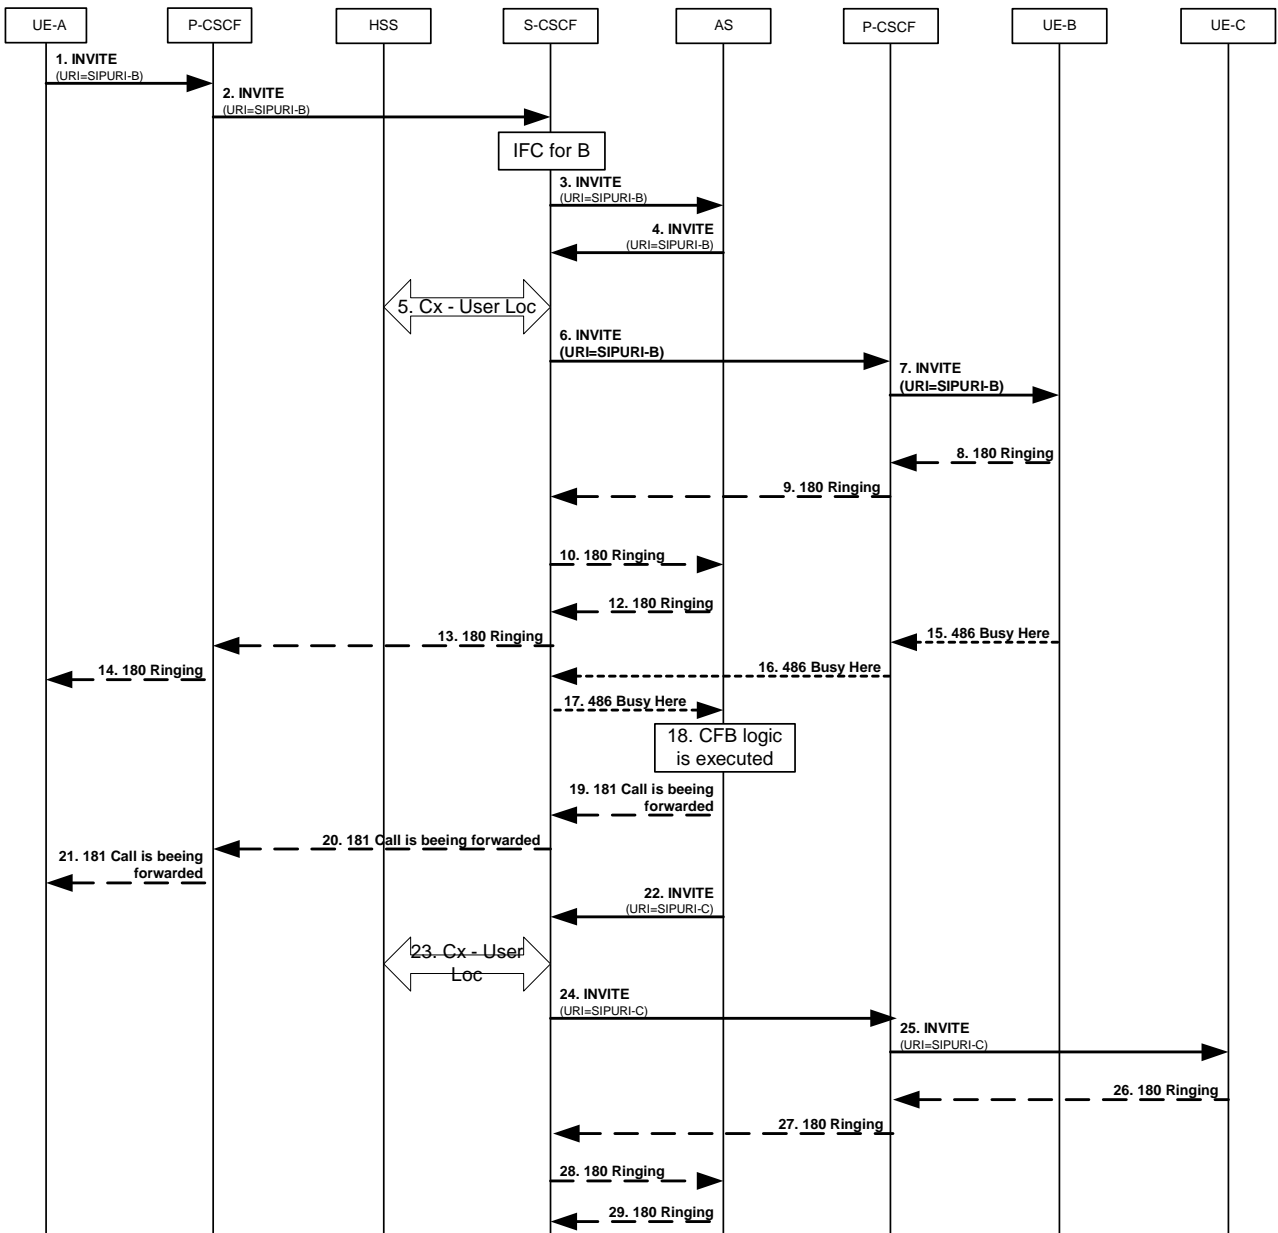 UE-A
P-CSCF
HSS
S-CSCF
AS
P-CSCF
UE-B
UE-C
1. INVITE
(URI=SIPURI-B)
2. INVITE
(URI=SIPURI-B)
IFC for B
3. INVITE
(URI=SIPURI-B)
4. INVITE
(URI=SIPURI-B)
5. Cx - User Loc
6. INVITE
(URI=SIPURI-B)
7. INVITE
(URI=SIPURI-B)
8. 180 Ringing
9. 180 Ringing
10. 180 Ringing
12. 180 Ringing
13. 180 Ringing
14. 180 Ringing
15. 486 Busy Here
16. 486 Busy Here
17. 486 Busy Here
18. CFB logic
is executed
19. 181 Call is beeing
forwarded
20. 181 Call is beeing forwarded
21. 181 Call is beeing
forwarded
22. INVITE
(URI=SIPURI-C)
23. Cx - User
Loc
24. INVITE
(URI=SIPURI-C)
25. INVITE
(URI=SIPURI-C)
26. 180 Ringing
27. 180 Ringing
28. 180 Ringing
29. 180 Ringing